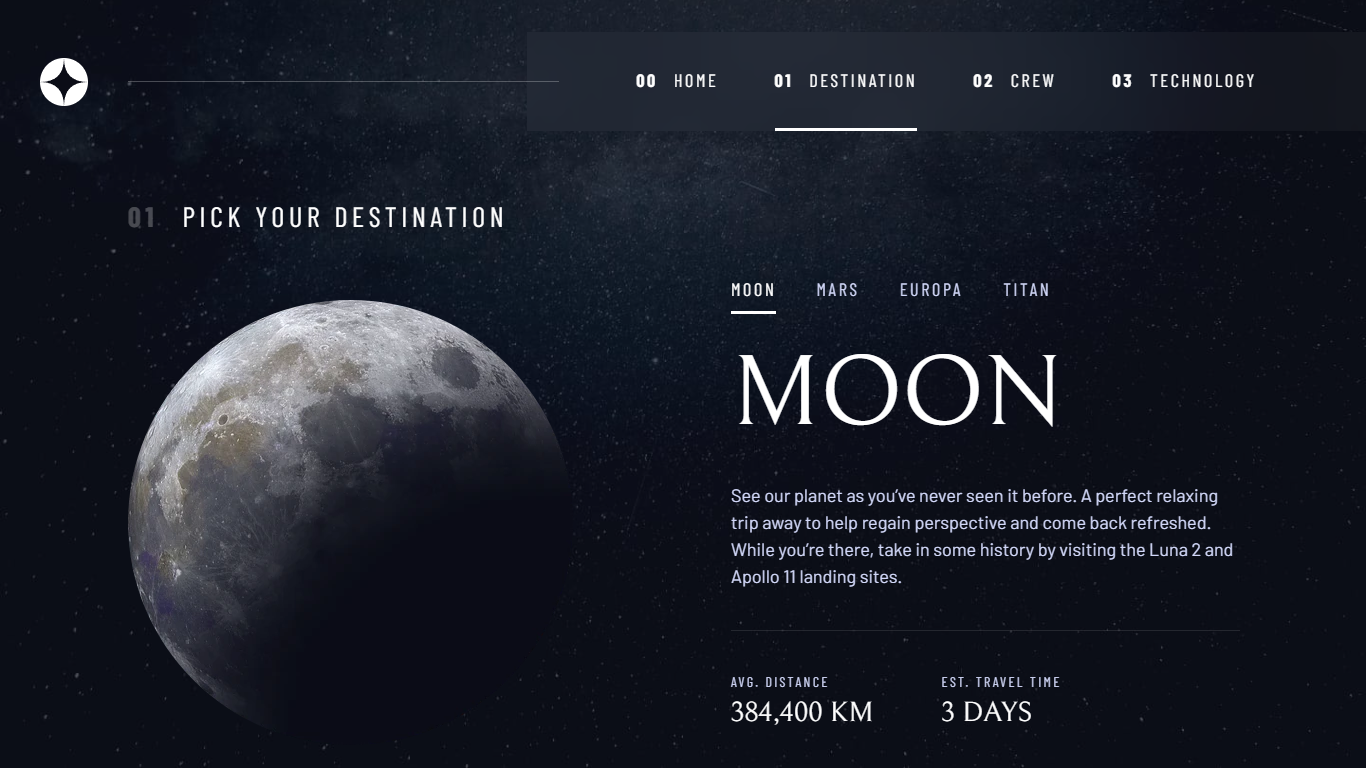 00 HOME 01 DESTINATION 02 CREW 03 TECHNOLOGY
01 PICK YOUR DESTINATION
MOON MARS EUROPA TITAN
MOON
See our planet as you’ve never seen it before. A perfect relaxing
trip away to help regain perspective and come back refreshed.
While you’re there, take in some history by visiting the Luna 2 and
Apollo 11 landing sites.
AVG. DISTANCE EST. TRAVEL TIME
384,400 KM 3 DAYS